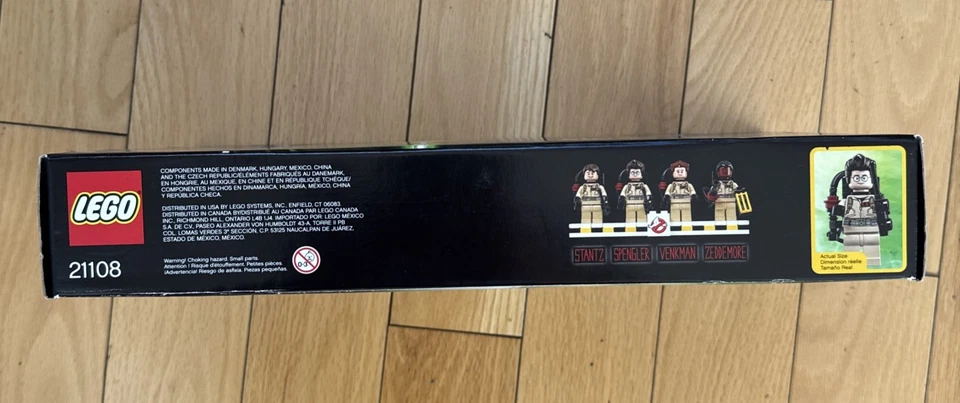 LEGO
21108
COMPONENTS MADE IN DENMARK, HUNGARY, MEXICO, CHINA
AND THE CZECH REPUBLIC/ELÉMENTS FABRIQUÉS AU DANEMARK,
EN HONGRIE, AU MEXIQUE, EN CHINE ET EN RÉPUBLIQUE TCHÈQUE/
COMPONENTES HECHOS EN DINAMARCA, HUNGRÍA, MÉXICO, CHINA
Y REPÚBLICA CHECA.
DISTRIBUTED IN USA BY LEGO SYSTEMS, INC., ENFIELD, CT 06083.
DISTRIBUTED IN CANADA BY/DISTRIBUÉ AU CANADA PAR LEGO CANADA
INC., RICHMOND HILL, ONTARIO L4B 1J4. IMPORTADO POR: LEGO MÉXICO
S.A. DE C.V., PASEO ALEXANDER VON HUMBOLDT 43-A, TORRE II PB
COL. LOMAS VERDES 3ª SECCIÓN, C.P. 53125 NAUCALPAN DE JUÁREZ,
ESTADO DE MÉXICO, MÉXICO.
Warning! Choking hazard. Small parts.
Attention ! Risque d'étouffement. Petites pièces.
¡Advertencia! Riesgo de asfixia. Piezas pequeñas.
0-3
STANTZ SPENGLER VENKMAN ZEDDEMORE
Actual Size
Dimension réelle
Tamaño Real